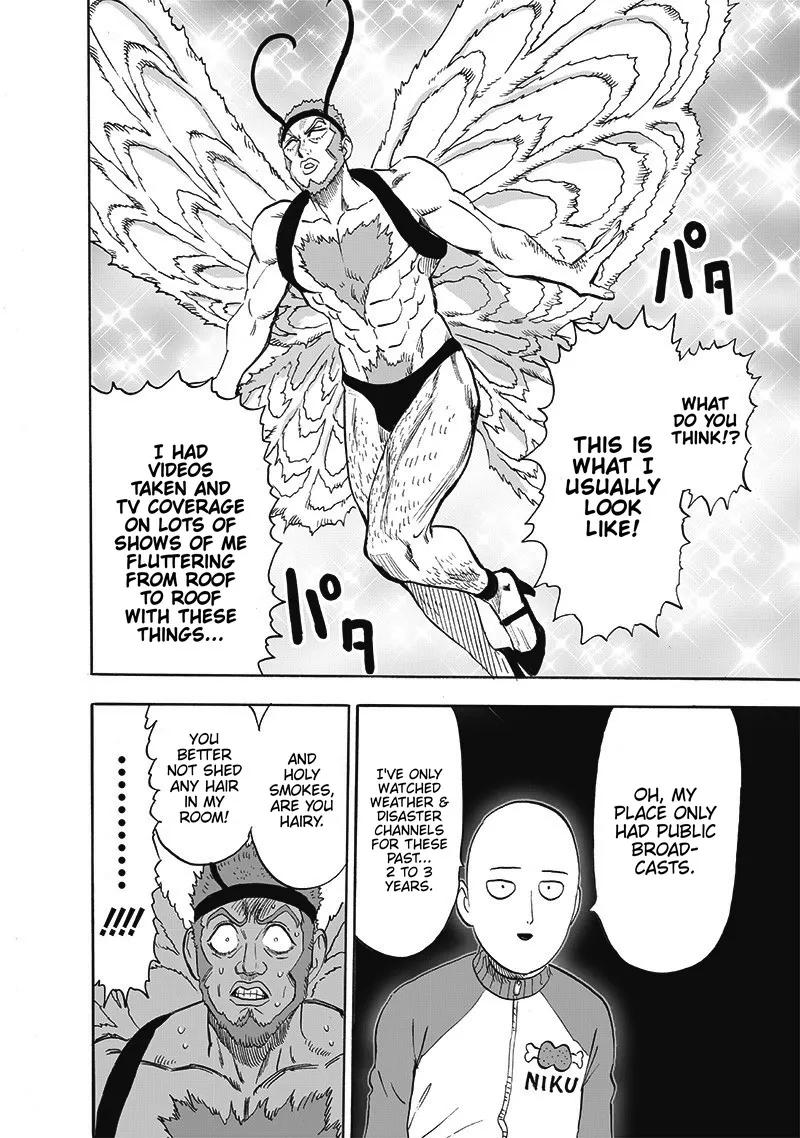 パタ
WHAT
DO YOU
THINK!?
THIS IS
WHAT I
USUALLY
LOOK
LIKE!
I HAD
VIDEOS
TAKEN AND
TV COVERAGE
ON LOTS OF
SHOWS OF ME
FLUTTERING
FROM ROOF
TO ROOF
WITH THESE
THINGS...
パタ
OH, MY
PLACE ONLY
HAD PUBLIC
BROAD-
CASTS.
I'VE ONLY
WATCHED
WEATHER &
DISASTER
CHANNELS
FOR THESE
PAST...
2 TO 3
YEARS.
NIKU
AND
HOLY
SMOKES,
ARE YOU
HAIRY.
YOU
BETTER
NOT SHED
ANY HAIR
IN MY
ROOM!
.........!!!!